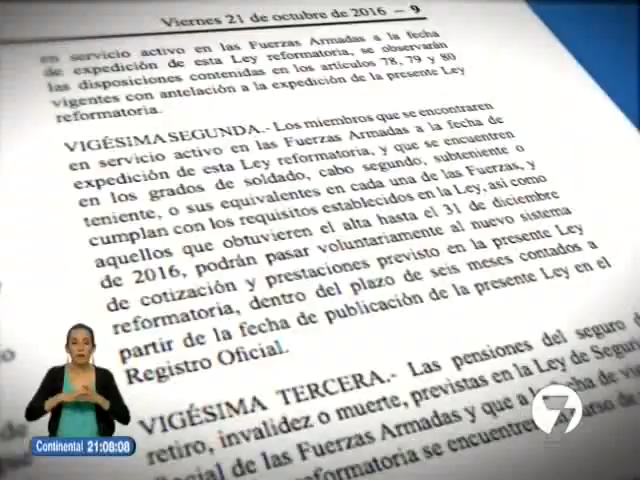 Viernes 21 de octubre de 2016 -- 9
en servicio activo en las Fuerzas Armadas a la fecha
de expedición de esta Ley reformatoria, se observarán
las disposiciones contenidas en los artículos 78, 79 y 80
vigentes con antelación a la expedición de la presente Ley
reformatoria.
VIGÉSIMA SEGUNDA.- Los miembros que se encontraren
en servicio activo en las Fuerzas Armadas a la fecha de
expedición de esta Ley reformatoria, y que se encuentren
en los grados de soldado, cabo segundo, subteniente o
teniente, o sus equivalentes en cada una de las Fuerzas, y
cumplan con los requisitos establecidos en la Ley, así como
aquellos que obtuvieren el alta hasta el 31 de diciembre
de 2016, podrán pasar voluntariamente al nuevo sistema
de cotización y prestaciones previsto en la presente Ley
reformatoria, dentro del plazo de seis meses contados a
partir de la fecha de publicación de la presente Ley en el
Registro Oficial.
VIGÉSIMA TERCERA.- Las pensiones del seguro de
retiro, invalidez o muerte, previstas en la Ley de Seguri
de las Fuerzas Armadas y que a la fecha de
reformatoria se encuentren
Continental 21:08:08
7